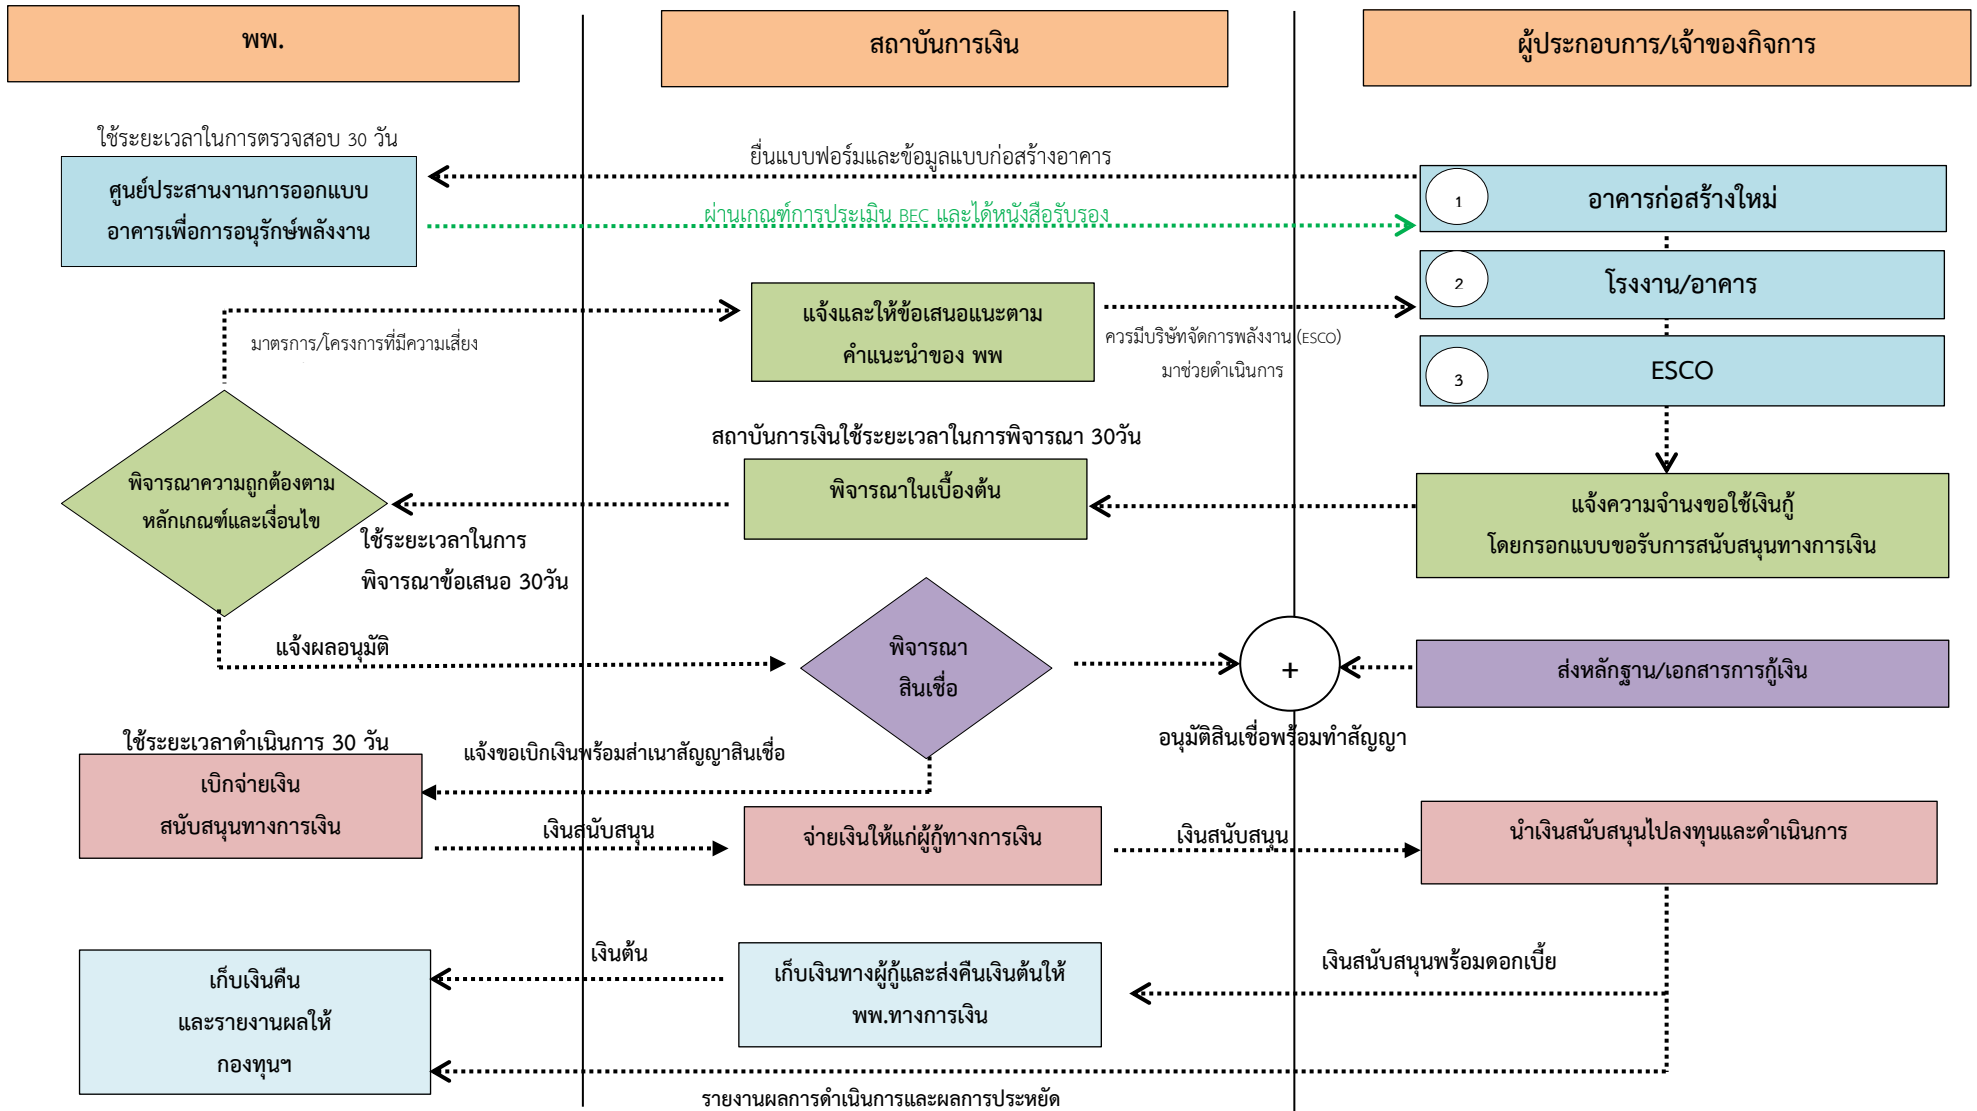 พพ.
สถาบันการเงิน
ผู้ประกอบการ/เจ้าของกิจการ
ใช้ระยะเวลาในการตรวจสอบ 30 วัน
ศูนย์ประสานงานการออกแบบ
อาคารเพื่อการอนุรักษ์พลังงาน
ยื่นแบบฟอร์มและข้อมูลแบบก่อสร้างอาคาร
ผ่านเกณฑ์การประเมิน BEC และได้หนังสือรับรอง
1
อาคารก่อสร้างใหม่
2
โรงงาน/อาคาร
3
ESCO
มาตรการ/โครงการที่มีความเสี่ยง
แจ้งและให้ข้อเสนอแนะตาม
คำแนะนำของ พพ
ควรมีบริษัทจัดการพลังงาน (ESCO)
มาช่วยดำเนินการ
สถาบันการเงินใช้ระยะเวลาในการพิจารณา 30วัน
พิจารณาความถูกต้องตาม
หลักเกณฑ์และเงื่อนไข
พิจารณาในเบื้องต้น
แจ้งความจำนงขอใช้เงินกู้
โดยกรอกแบบขอรับการสนับสนุนทางการเงิน
ใช้ระยะเวลาในการ
พิจารณาข้อเสนอ 30วัน
แจ้งผลอนุมัติ
พิจารณา
สินเชื่อ
+
ส่งหลักฐาน/เอกสารการกู้เงิน
อนุมัติสินเชื่อพร้อมทำสัญญา
ใช้ระยะเวลาดำเนินการ 30 วัน
แจ้งขอเบิกเงินพร้อมส่าเนาสัญญาสินเชื่อ
เบิกจ่ายเงิน
สนับสนุนทางการเงิน
เงินสนับสนุน
จ่ายเงินให้แก่ผู้กู้ทางการเงิน
เงินสนับสนุน
นำเงินสนับสนุนไปลงทุนและดำเนินการ
เก็บเงินคืน
และรายงานผลให้
กองทุนฯ
เงินต้น
เก็บเงินทางผู้กู้และส่งคืนเงินต้นให้
พพ.ทางการเงิน
เงินสนับสนุนพร้อมดอกเบี้ย
รายงานผลการดำเนินการและผลการประหยัด